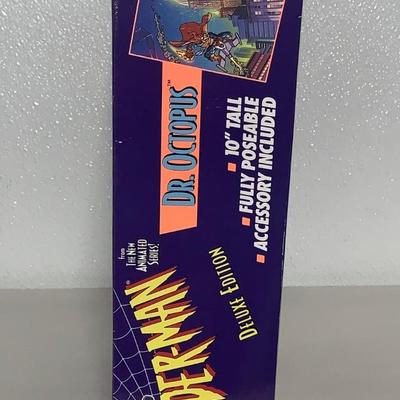 from
THE NEW
ANIMATED
SERIES!
DER-MAN®
DELUXE EDITION
DR. OCTOPUS™
▪ 10" TALL
▪ FULLY POSEABLE
▪ ACCESSORY INCLUDED